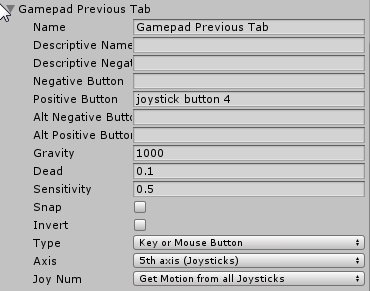 Gamepad Previous Tab
Name Gamepad Previous Tab
Descriptive Name
Descriptive Negat
Negative Button
Positive Button joystick button 4
Alt Negative Butto
Alt Positive Button
Gravity 1000
Dead 0.1
Sensitivity 0.5
Snap
Invert
Type Key or Mouse Button
Axis 5th axis (Joysticks)
Joy Num Get Motion from all Joysticks